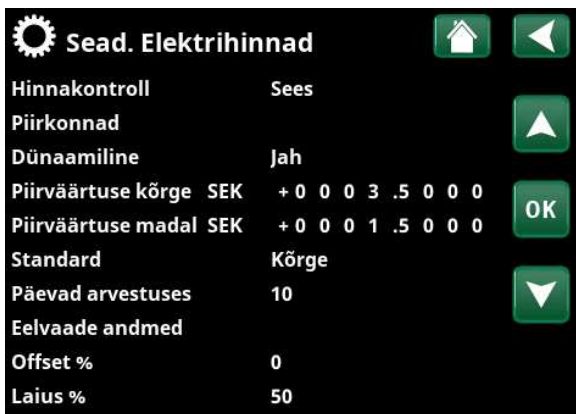 Sead. Elektrihinnad
Hinnakontroll Sees
Piirkonnad
Dünaamiline Jah
Piirväärtuse kõrge SEK +0 0 0 3 .5 0 0 0
Piirväärtuse madal SEK +0 0 0 1 .5 0 0 0
OK
Standard Kõrge
Päevad arvestuses 10
Eelvaade andmed
Offset % 0
Laius % 50